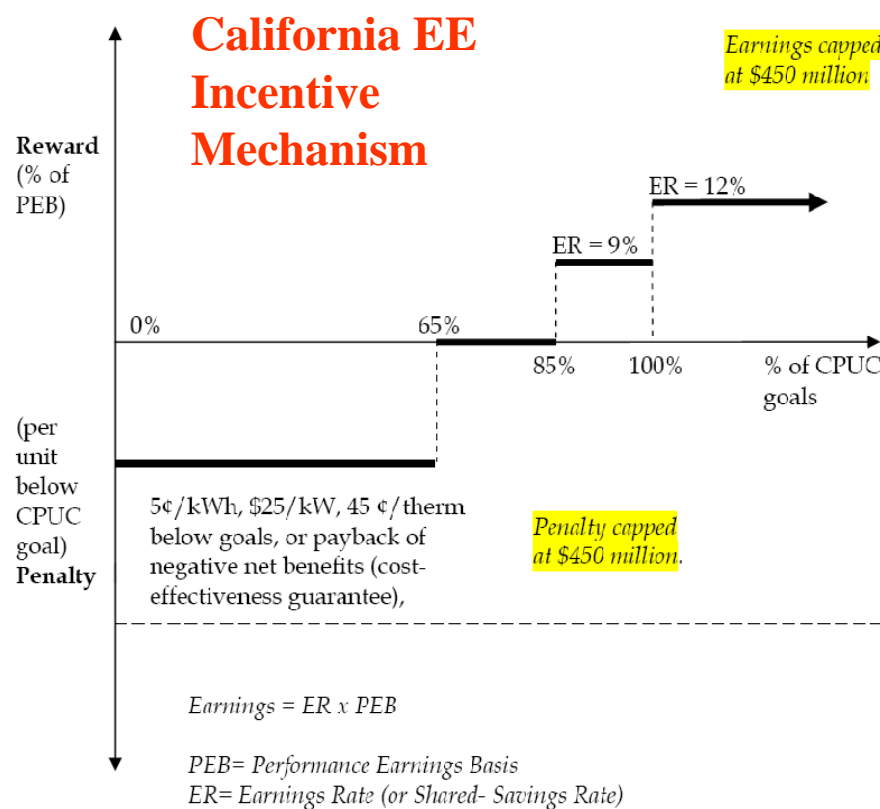 California EE
Incentive
Mechanism
Earnings capped
at $450 million
Reward
(% of
PEB)
ER = 12%
ER = 9%
0%
65%
85%
100%
% of CPUC
goals
(per
unit
below
CPUC
goal)
Penalty
5¢/kWh, $25/kW, 45 ¢/therm
below goals, or payback of
negative net benefits (cost-
effectiveness guarantee),
Penalty capped
at $450 million.
Earnings = ER x PEB
PEB= Performance Earnings Basis
ER= Earnings Rate (or Shared- Savings Rate)